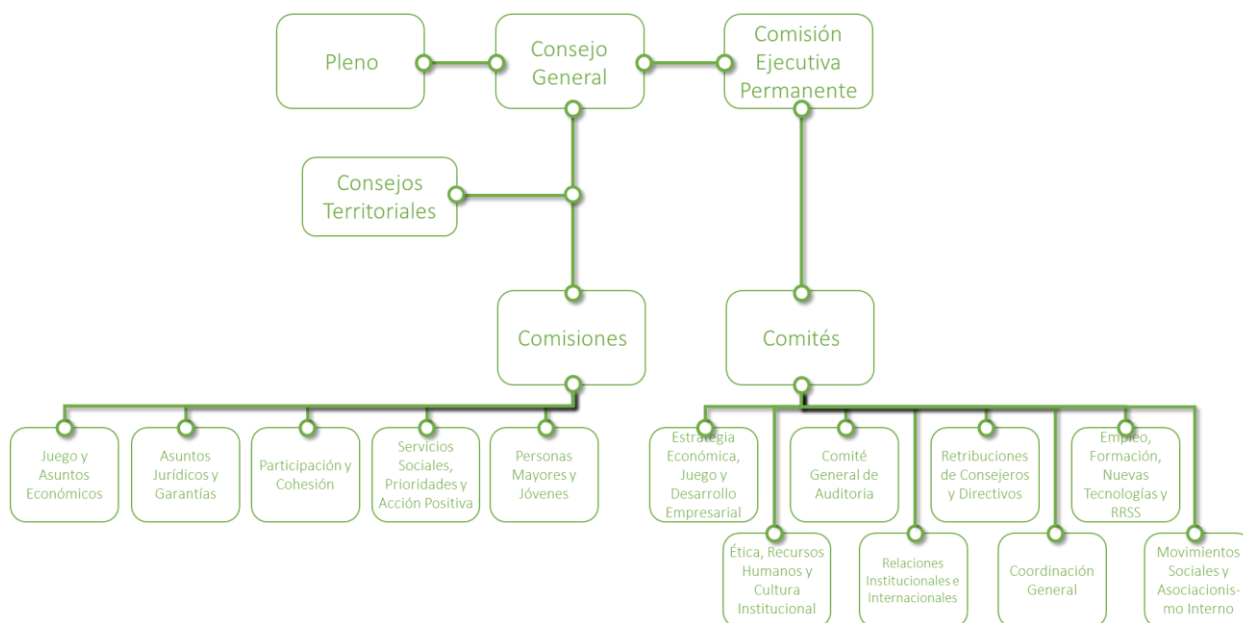 Pleno
Consejo
General
Comisión
Ejecutiva
Permanente
Consejos
Territoriales
Comisiones
Comités
Juego y
Asuntos
Económicos
Asuntos
Jurídicos y
Garantías
Participación y
Cohesión
Servicios
Sociales,
Prioridades y
Acción Positiva
Personas
Mayores y
Jóvenes
Estrategia
Económica,
Juego y
Desarrollo
Empresarial
Comité
General de
Auditoria
Retribuciones
de Consejeros
y Directivos
Empleo,
Formación,
Nuevas
Tecnologías y
RRSS
Ética, Recursos
Humanos y
Cultura
Institucional
Relaciones
Institucionales e
Internacionales
Coordinación
General
Movimientos
Sociales y
Asociacionis-
mo Interno